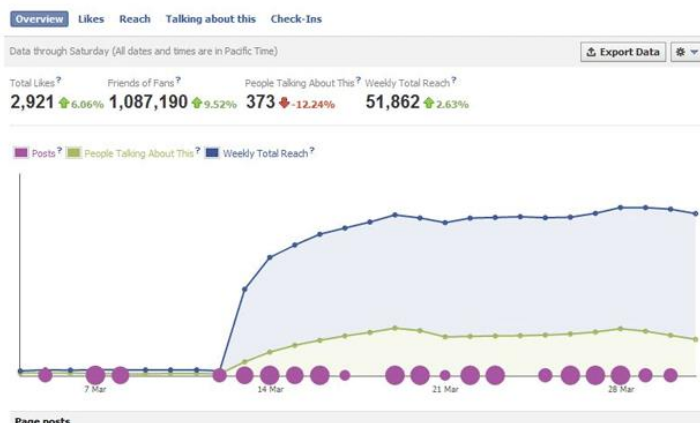 Overview Likes Reach Talking about this Check-Ins
Data through Saturday (All dates and times are in Pacific Time) Export Data
Total Likes? Friends of Fans? People Talking About This? Weekly Total Reach?
2,921 6.06% 1,087,190 9.52% 373 -12.24% 51,862 2.63%
Posts? People Talking About This? Weekly Total Reach?
7 Mar 14 Mar 21 Mar 28 Mar
Page posts